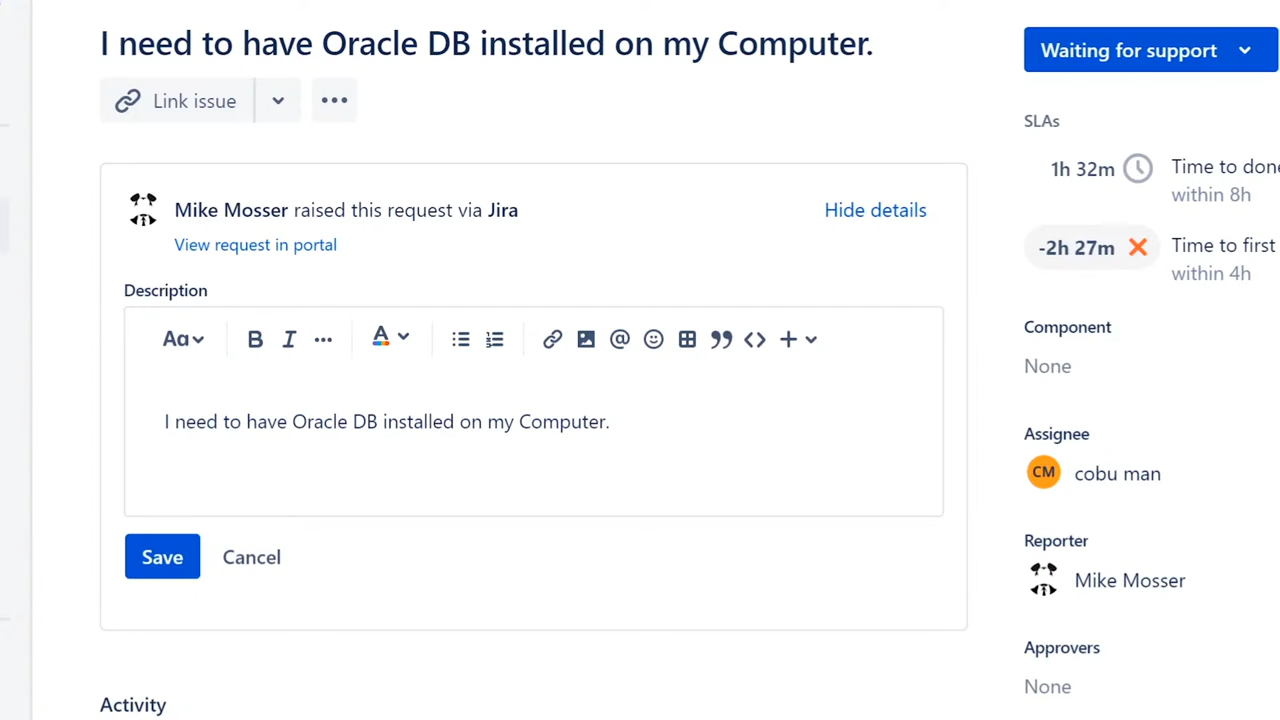 I need to have Oracle DB installed on my Computer.
Waiting for support
Link issue
SLAs
1h 32m Time to done
within 8h
Mike Mosser raised this request via Jira
Hide details
View request in portal
-2h 27m Time to first
within 4h
Description
Aa B I A
I need to have Oracle DB installed on my Computer.
Save Cancel
Component
None
Assignee
CM cobu man
Reporter
Mike Mosser
Approvers
None
Activity